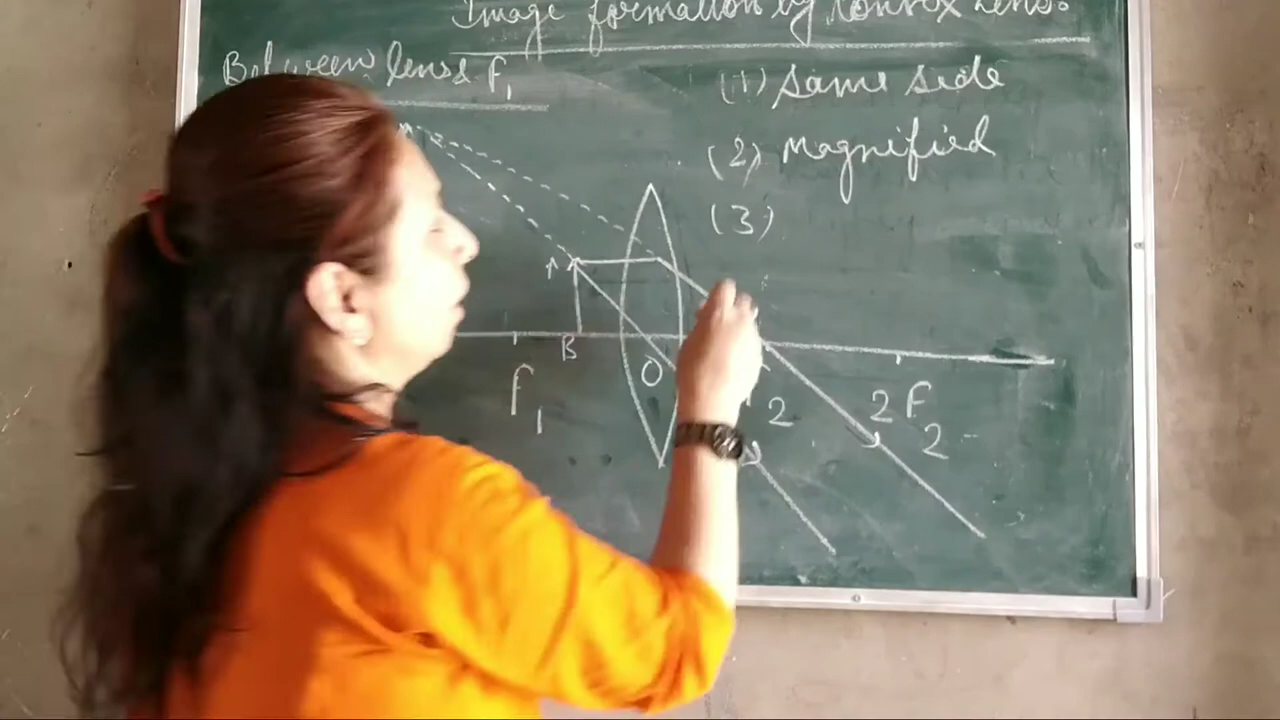 Image formation by Convex Lens.
Between lens & F1
(1) Same side
(2) Magnified
(3)
B
O
F1
2
2F2